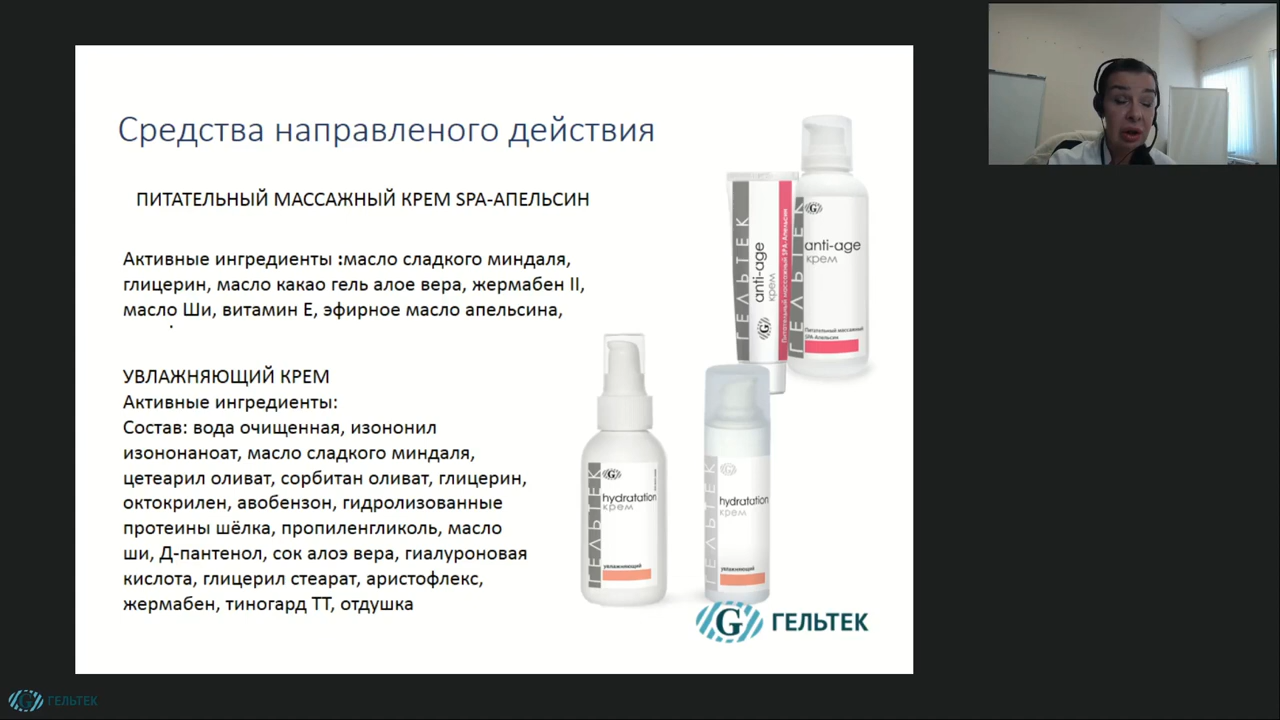 Средства направленого действия
ПИТАТЕЛЬНЫЙ МАССАЖНЫЙ КРЕМ SPA-АПЕЛЬСИН
Активные ингредиенты :масло сладкого миндаля,
глицерин, масло какао гель алое вера, жермабен II,
масло Ши, витамин Е, эфирное масло апельсина,
УВЛАЖНЯЮЩИЙ КРЕМ
Активные ингредиенты:
Состав: вода очищенная, изононил
изононаноат, масло сладкого миндаля,
цетеарил оливат, сорбитан оливат, глицерин,
октокрилен, авобензон, гидролизованные
протеины шёлка, пропиленгликоль, масло
ши, Д-пантенол, сок алоэ вера, гиалуроновая
кислота, глицерил стеарат, аристофлекс,
жермабен, тиногард ТТ, отдушка
ГЕЛЬТЕК
anti-age
крем
Питательный массажный SPA-Апельсин
ГЕЛЬТЕК
anti-age
крем
Питательный массажный
SPA-Апельсин
ГЕЛЬТЕК
hydratation
крем
увлажняющий
ГЕЛЬТЕК
hydratation
крем
увлажняющий
G ГЕЛЬТЕК
G ГЕЛЬТЕК